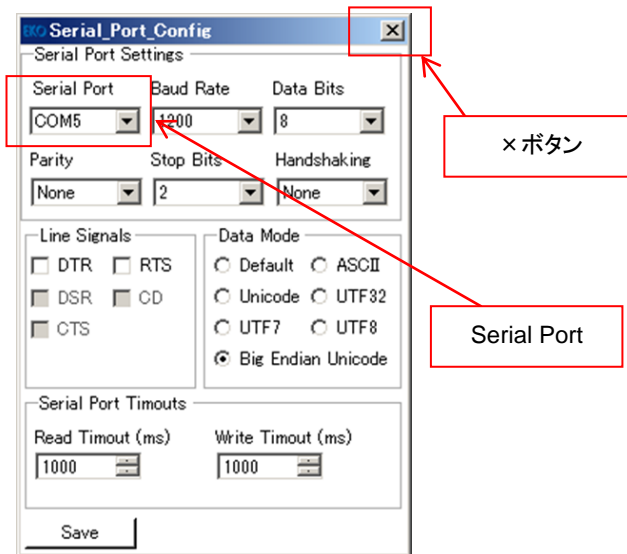 EKO Serial_Port_Config
Serial Port Settings
Serial Port Baud Rate Data Bits
COM5 1200 8
×ボタン
Parity Stop Bits Handshaking
None 2 None
Line Signals Data Mode
DTR RTS Default ASCII
DSR CD Unicode UTF32
CTS UTF7 UTF8
Serial Port
Big Endian Unicode
Serial Port Timouts
Read Timout (ms) Write Timout (ms)
1000 1000
Save